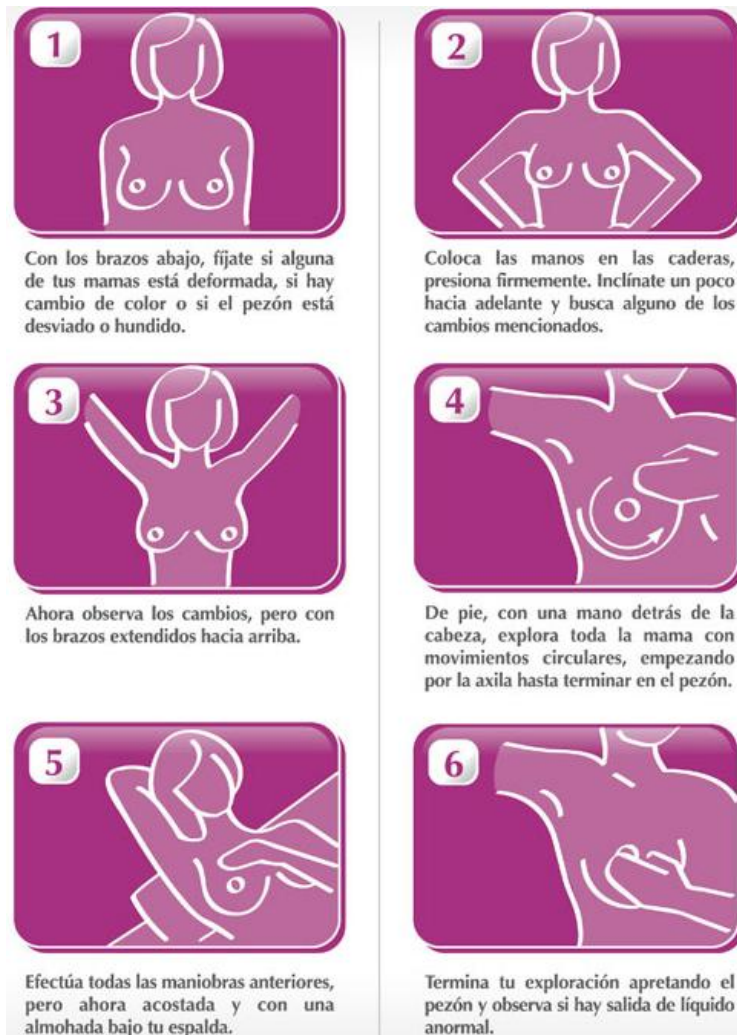 1
Con los brazos abajo, fíjate si alguna
de tus mamas está deformada, si hay
cambio de color o si el pezón está
desviado o hundido.
2
Coloca las manos en las caderas,
presiona firmemente. Inclínate un poco
hacia adelante y busca alguno de los
cambios mencionados.
3
Ahora observa los cambios, pero con
los brazos extendidos hacia arriba.
4
De pie, con una mano detrás de la
cabeza, explora toda la mama con
movimientos circulares, empezando
por la axila hasta terminar en el pezón.
5
Efectúa todas las maniobras anteriores,
pero ahora acostada y con una
almohada bajo tu espalda.
6
Termina tu exploración apretando el
pezón y observa si hay salida de líquido
anormal.